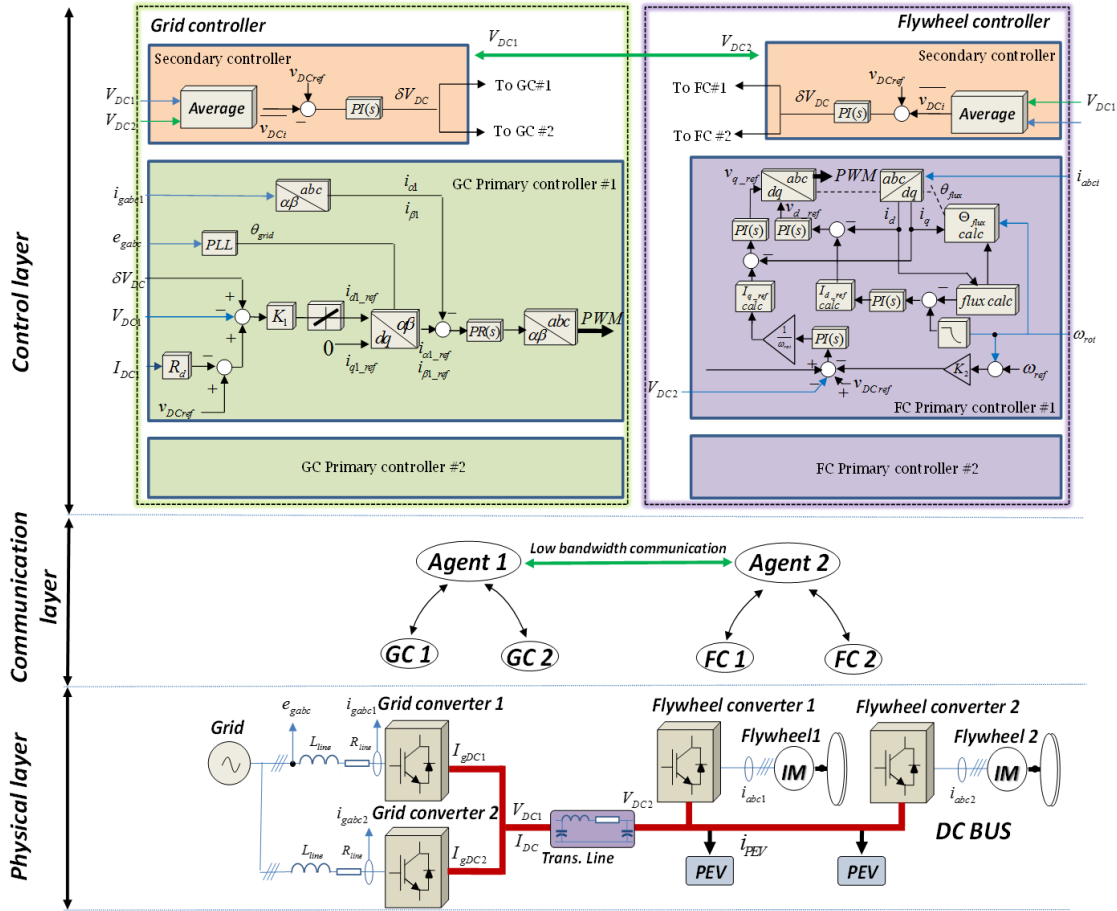 Control layer
Grid controller
Secondary controller
V_DC1
V_DC2
Average
v_DCi
v_DCref
−
PI(s)
δV_DC
To GC#1
To GC #2
V_DC1
V_DC2
Flywheel controller
Secondary controller
To FC#1
To FC #2
δV_DC
PI(s)
v_DCref
−
v_DCi
Average
V_DC1
GC Primary controller #1
i_gabc1
abc
αβ
i_α1
i_β1
e_gabc
PLL
θ_grid
δV_DC
+
−
+
V_DC1
K_1
i_d1_ref
αβ
dq
0
i_q1_ref
−
i_α1_ref
i_β1_ref
PR(s)
abc
αβ
PWM
I_DC1
R_d
−
+
v_DCref
GC Primary controller #2
v_q_ref
abc
dq
PWM
abc
dq
i_abci
θ_flux
v_d_ref
PI(s)
PI(s)
−
i_d
i_q
Θ_flux
calc
−
I_q_ref
calc
I_d_ref
calc
PI(s)
−
flux calc
1
ω_rot
PI(s)
ω_rot
+
−
−
+
K_2
ω_ref
V_DC2
v_DCref
FC Primary controller #1
FC Primary controller #2
Communication
layer
Low bandwidth communication
Agent 1
Agent 2
GC 1
GC 2
FC 1
FC 2
Physical layer
Grid
e_gabc
i_gabc1
Grid converter 1
L_line
R_line
I_gDC1
i_gabc2
Grid converter 2
L_line
R_line
I_gDC2
V_DC1
I_DC
V_DC2
Trans. Line
Flywheel converter 1
Flywheel1
IM
i_abc1
Flywheel converter 2
Flywheel 2
IM
i_abc2
DC BUS
i_PEV
PEV
PEV